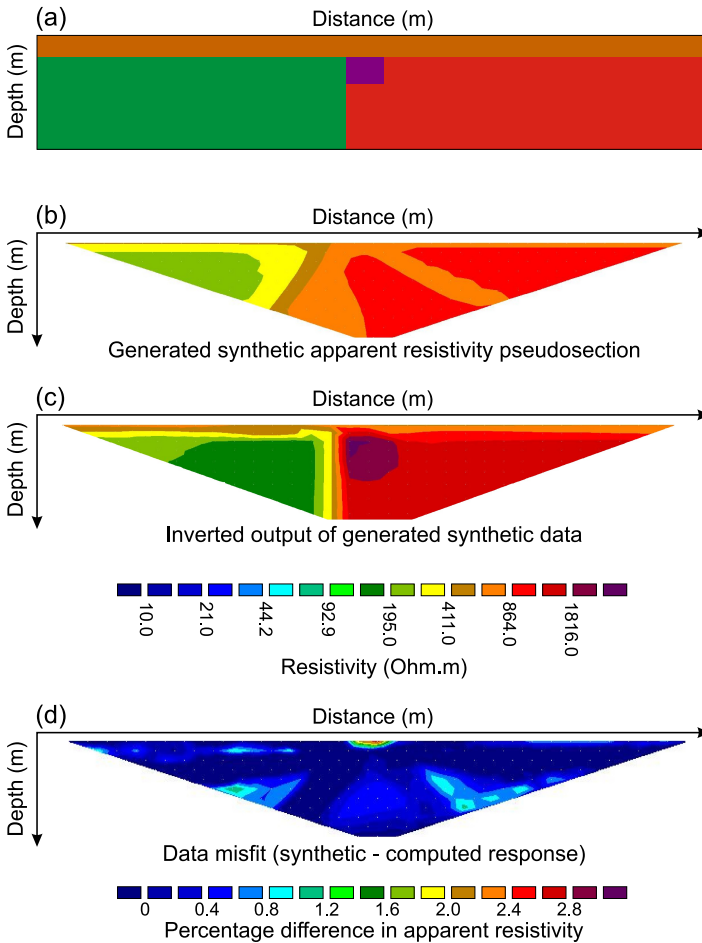 (a)
Distance (m)
Depth (m)
(b)
Distance (m)
Depth (m)
Generated synthetic apparent resistivity pseudosection
(c)
Distance (m)
Depth (m)
Inverted output of generated synthetic data
10.0 21.0 44.2 92.9 195.0 411.0 864.0 1816.0
Resistivity (Ohm.m)
(d)
Distance (m)
Depth (m)
Data misfit (synthetic - computed response)
0 0.4 0.8 1.2 1.6 2.0 2.4 2.8
Percentage difference in apparent resistivity